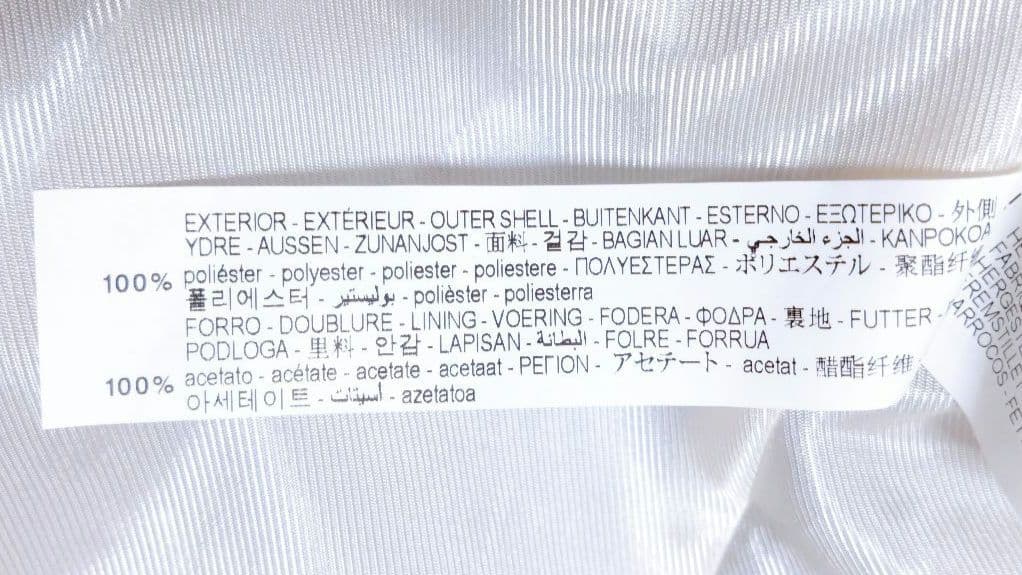 EXTERIOR - EXTÉRIEUR - OUTER SHELL - BUITENKANT - ESTERNO - ΕΞΩΤΕΡΙΚΟ - 外側
YDRE - AUSSEN - ZUNANJOST - 面料 - 겉감 - BAGIAN LUAR - الجزء الخارجي - KANPOKOA
100% poliéster - polyester - poliester - poliestere - ΠΟΛΥΕΣΤΕΡΑΣ - ポリエステル - 聚酯纤维
폴리에스터 - بوليستير - polièster - poliesterra
FORRO - DOUBLURE - LINING - VOERING - FODERA - ΦΟΔΡΑ - 裏地 - FUTTER -
PODLOGA - 里料 - 안감 - LAPISAN - البطانة - FOLRE - FORRUA
100% acetato - acétate - acetate - acetaat - ΡΕΓΙΟΝ - アセテート - acetat - 醋酯纤维
아세테이트 - أسيتات - azetatoa